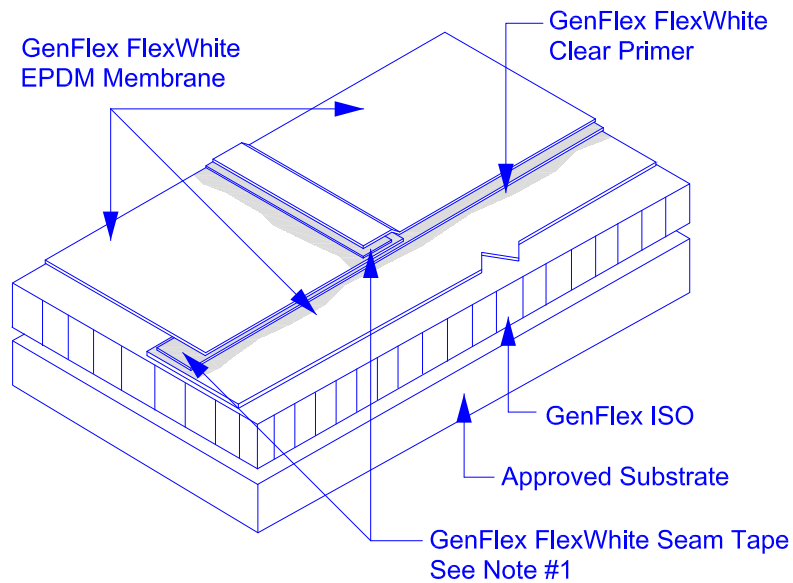 GenFlex FlexWhite
EPDM Membrane
GenFlex FlexWhite
Clear Primer
GenFlex ISO
Approved Substrate
GenFlex FlexWhite Seam Tape
See Note #1